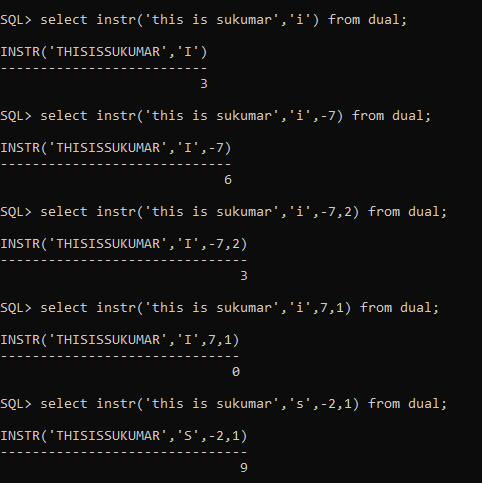 SQL> select instr('this is sukumar','i') from dual;
INSTR('THISISSUKUMAR','I')
--------------------------
3
SQL> select instr('this is sukumar','i',-7) from dual;
INSTR('THISISSUKUMAR','I',-7)
-----------------------------
6
SQL> select instr('this is sukumar','i',-7,2) from dual;
INSTR('THISISSUKUMAR','I',-7,2)
-------------------------------
3
SQL> select instr('this is sukumar','i',7,1) from dual;
INSTR('THISISSUKUMAR','I',7,1)
------------------------------
0
SQL> select instr('this is sukumar','s',-2,1) from dual;
INSTR('THISISSUKUMAR','S',-2,1)
-------------------------------
9